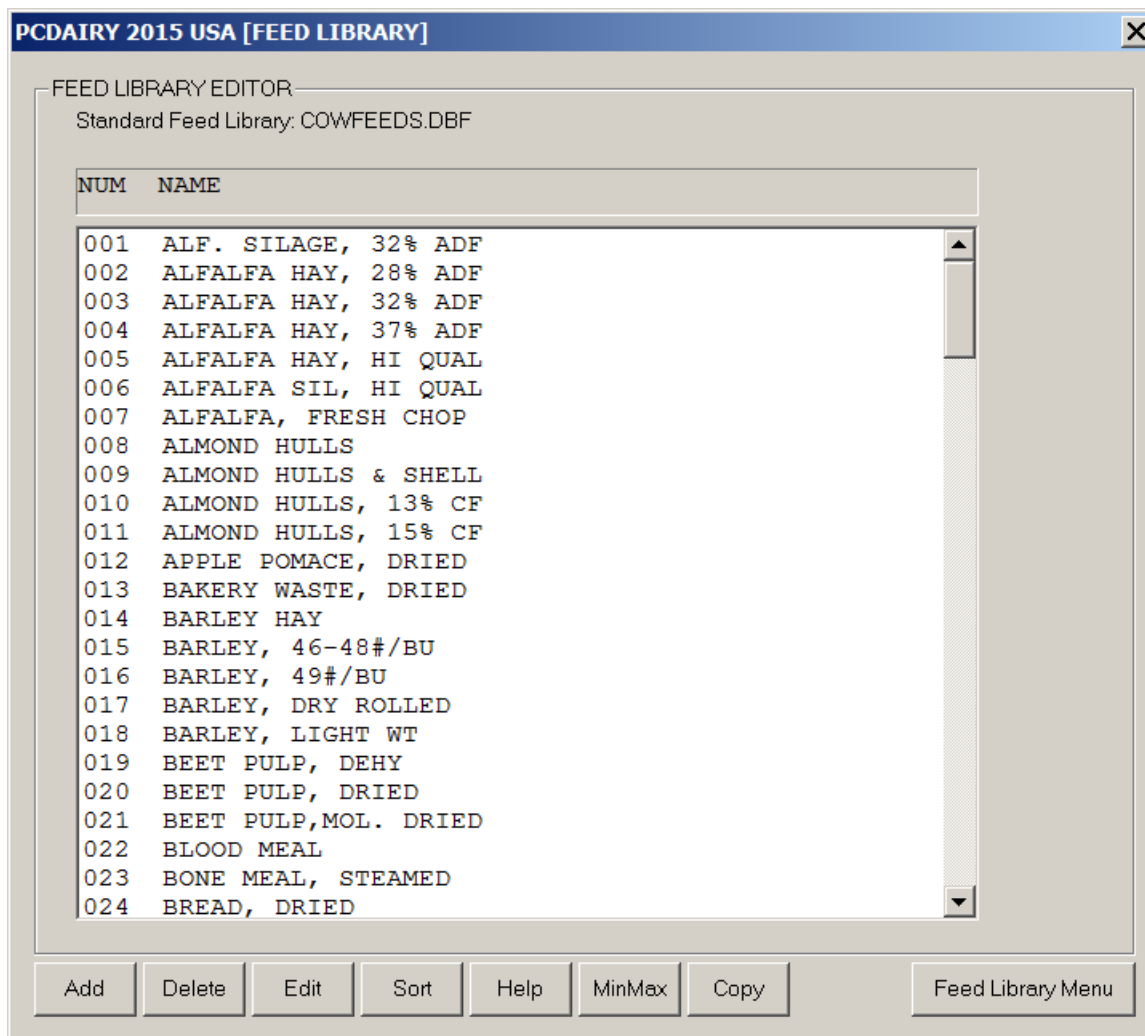 PCDAIRY 2015 USA [FEED LIBRARY]
FEED LIBRARY EDITOR
Standard Feed Library: COWFEEDS.DBF
NUM NAME
001 ALF. SILAGE, 32% ADF
002 ALFALFA HAY, 28% ADF
003 ALFALFA HAY, 32% ADF
004 ALFALFA HAY, 37% ADF
005 ALFALFA HAY, HI QUAL
006 ALFALFA SIL, HI QUAL
007 ALFALFA, FRESH CHOP
008 ALMOND HULLS
009 ALMOND HULLS & SHELL
010 ALMOND HULLS, 13% CF
011 ALMOND HULLS, 15% CF
012 APPLE POMACE, DRIED
013 BAKERY WASTE, DRIED
014 BARLEY HAY
015 BARLEY, 46-48#/BU
016 BARLEY, 49#/BU
017 BARLEY, DRY ROLLED
018 BARLEY, LIGHT WT
019 BEET PULP, DEHY
020 BEET PULP, DRIED
021 BEET PULP,MOL. DRIED
022 BLOOD MEAL
023 BONE MEAL, STEAMED
024 BREAD, DRIED
Add Delete Edit Sort Help MinMax Copy Feed Library Menu